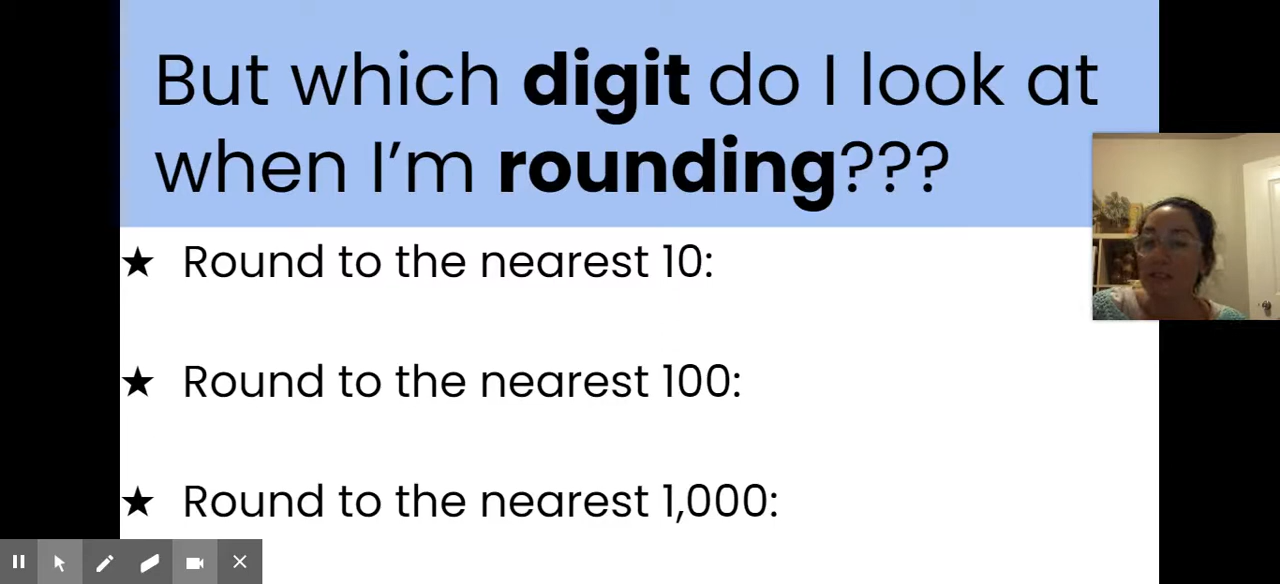 But which digit do I look at
when I'm rounding???
★ Round to the nearest 10:
★ Round to the nearest 100:
★ Round to the nearest 1,000: